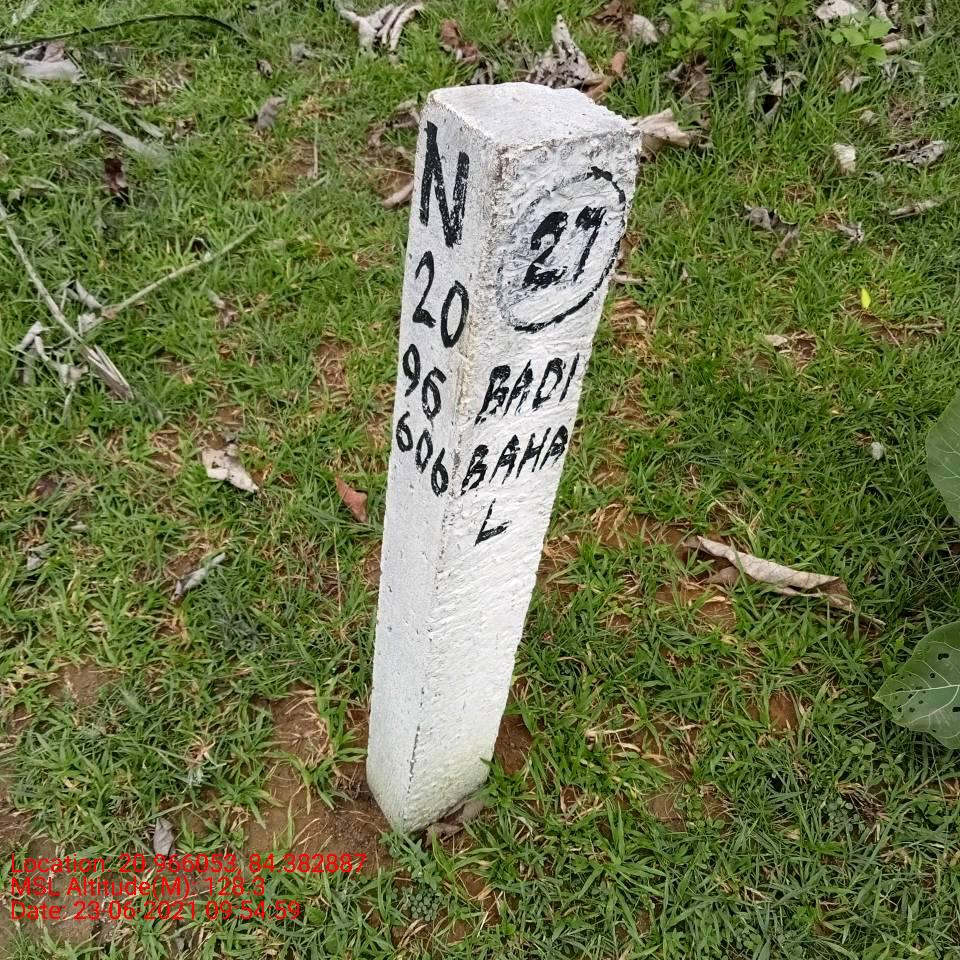 N
20
96
606
27
BADI
BAHA
L
Location: 20.966053, 84.382887
MSL Altitude(M): 128.3
Date: 23-06-2021 09:54:59